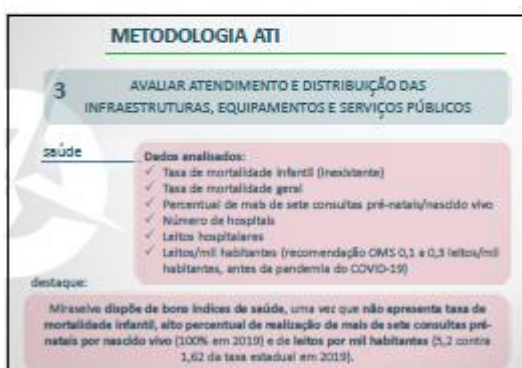 METODOLOGIA ATI
3
AVALIAR ATENDIMENTO E DISTRIBUIÇÃO DAS
INFRAESTRUTURAS, EQUIPAMENTOS E SERVIÇOS PÚBLICOS
saúde
Dados analisados:
✓ Taxa de mortalidade infantil (inexistente)
✓ Taxa de mortalidade geral
✓ Percentual de mais de sete consultas pré-natais/nascido vivo
✓ Número de hospitais
✓ Leitos hospitalares
✓ Leitos/mil habitantes (recomendação OMS 0,1 a 0,3 leitos/mil
habitantes, antes da pandemia do COVID-19)
destaque:
Miraselva dispõe de bons índices de saúde, uma vez que não apresenta taxa de
mortalidade infantil, alto percentual de realização de mais de sete consultas pré-
natais por nascido vivo (100% em 2019) e de leitos por mil habitantes (5,2 contra
1,62 da taxa estadual em 2019).